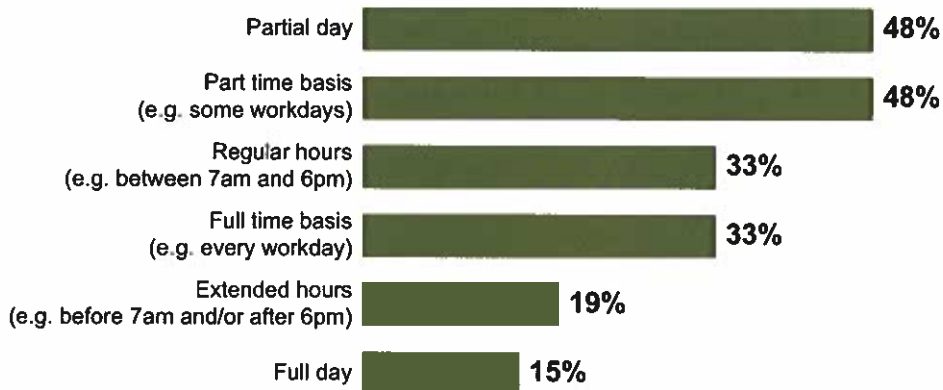 Partial day
48%
Part time basis
(e.g. some workdays)
48%
Regular hours
(e.g. between 7am and 6pm)
33%
Full time basis
(e.g. every workday)
33%
Extended hours
(e.g. before 7am and/or after 6pm)
19%
Full day
15%